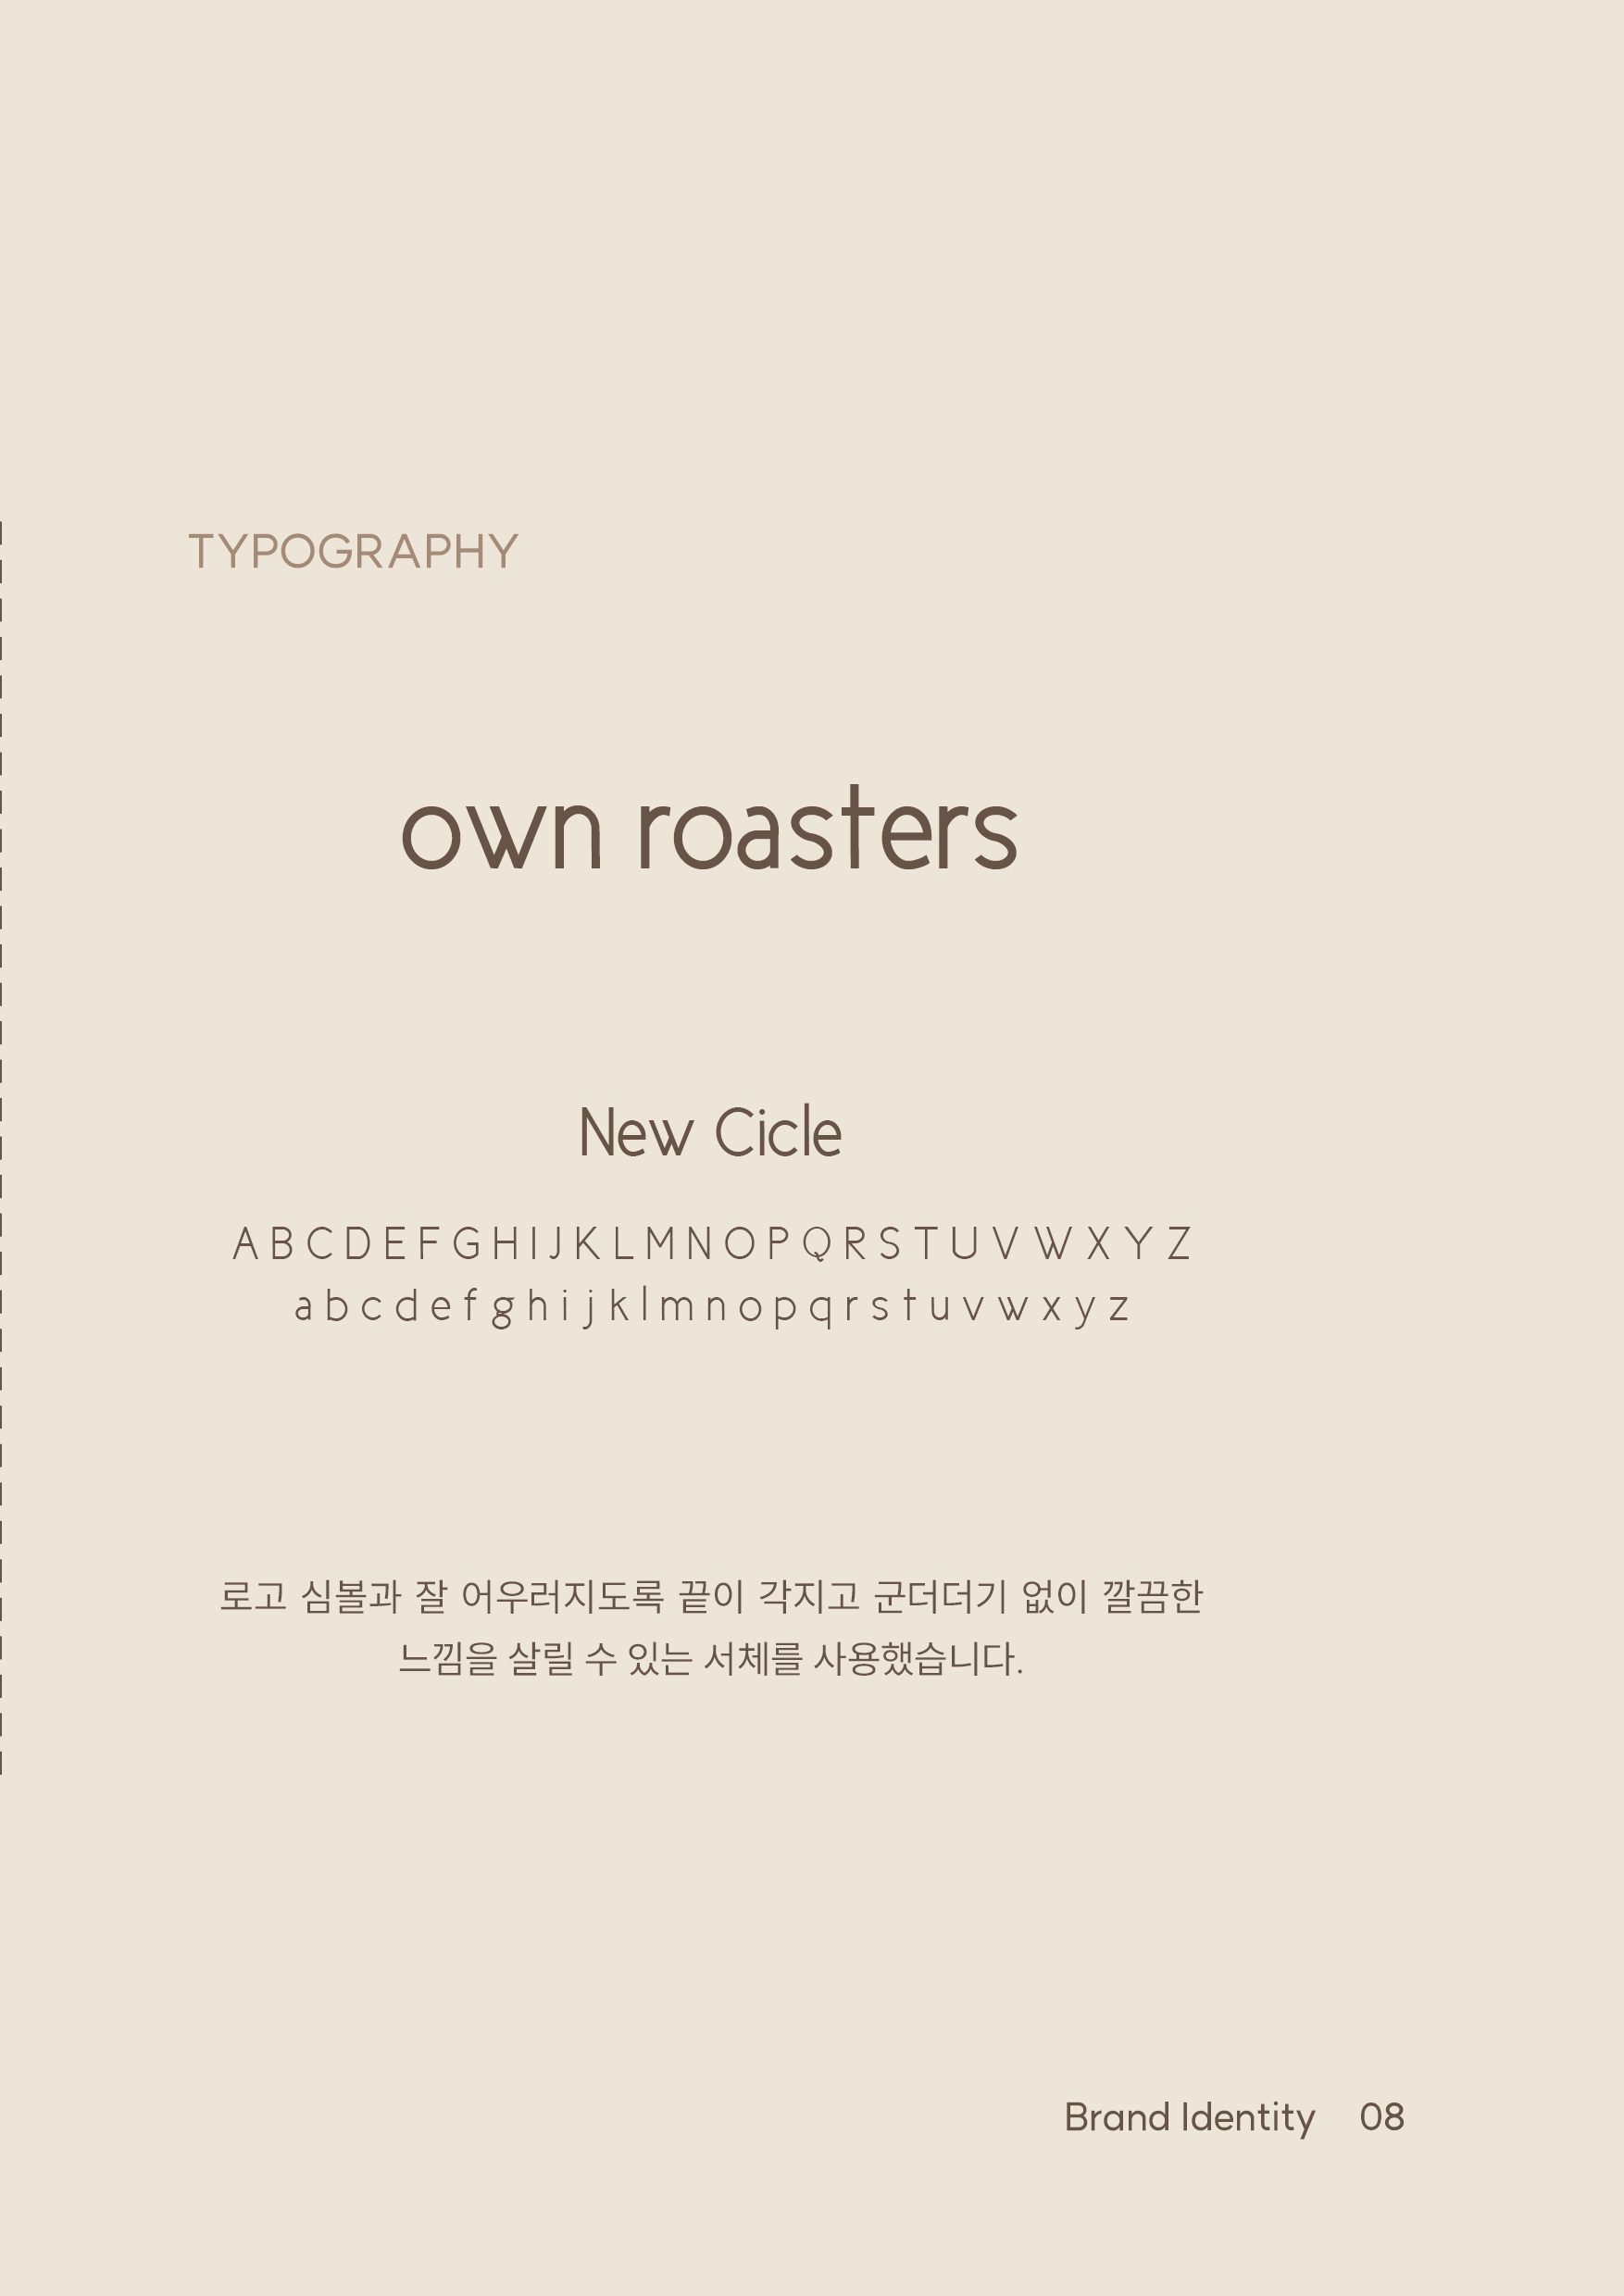 TYPOGRAPHY
own roasters
New Cicle
A B C D E F G H I J K L M N O P Q R S T U V W X Y Z
a b c d e f g h i j k l m n o p q r s t u v w x y z
로고 심볼과 잘 어우러지도록 끝이 각지고 군더더기 없이 깔끔한
느낌을 살릴 수 있는 서체를 사용했습니다.
Brand Identity 08